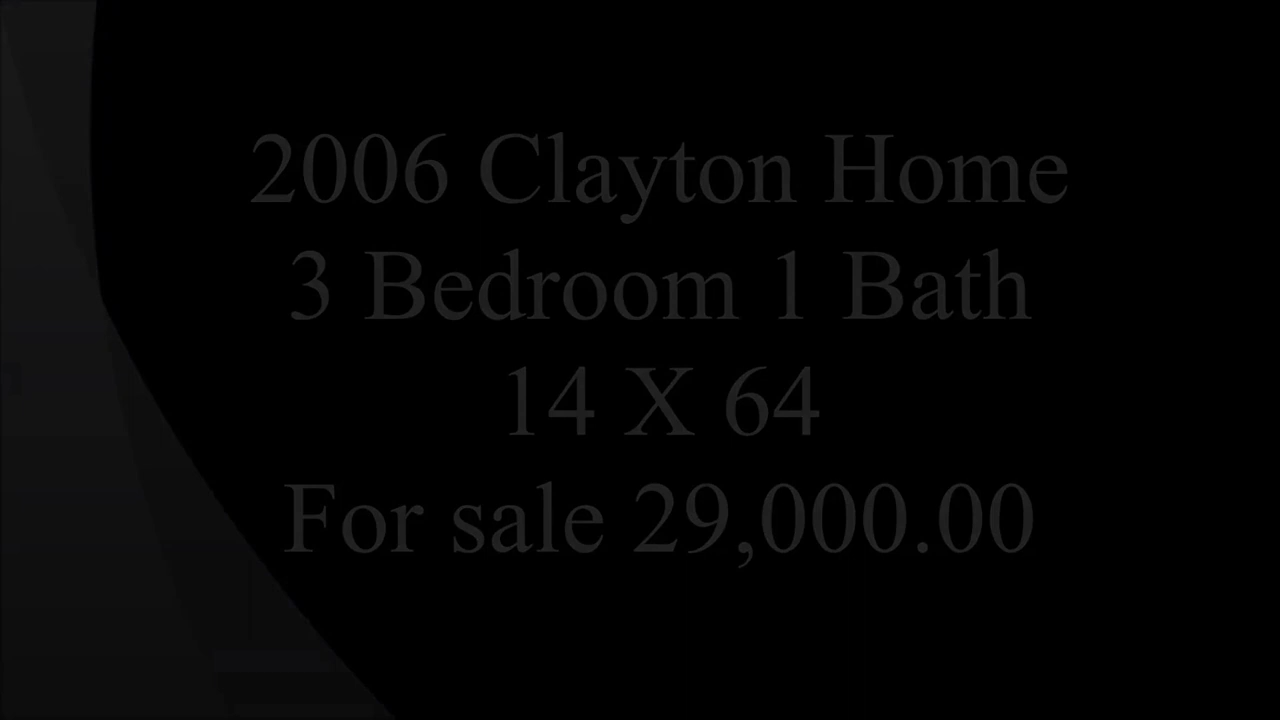 2006 Clayton Home
3 Bedroom 1 Bath
14 X 64
For sale 29,000.00